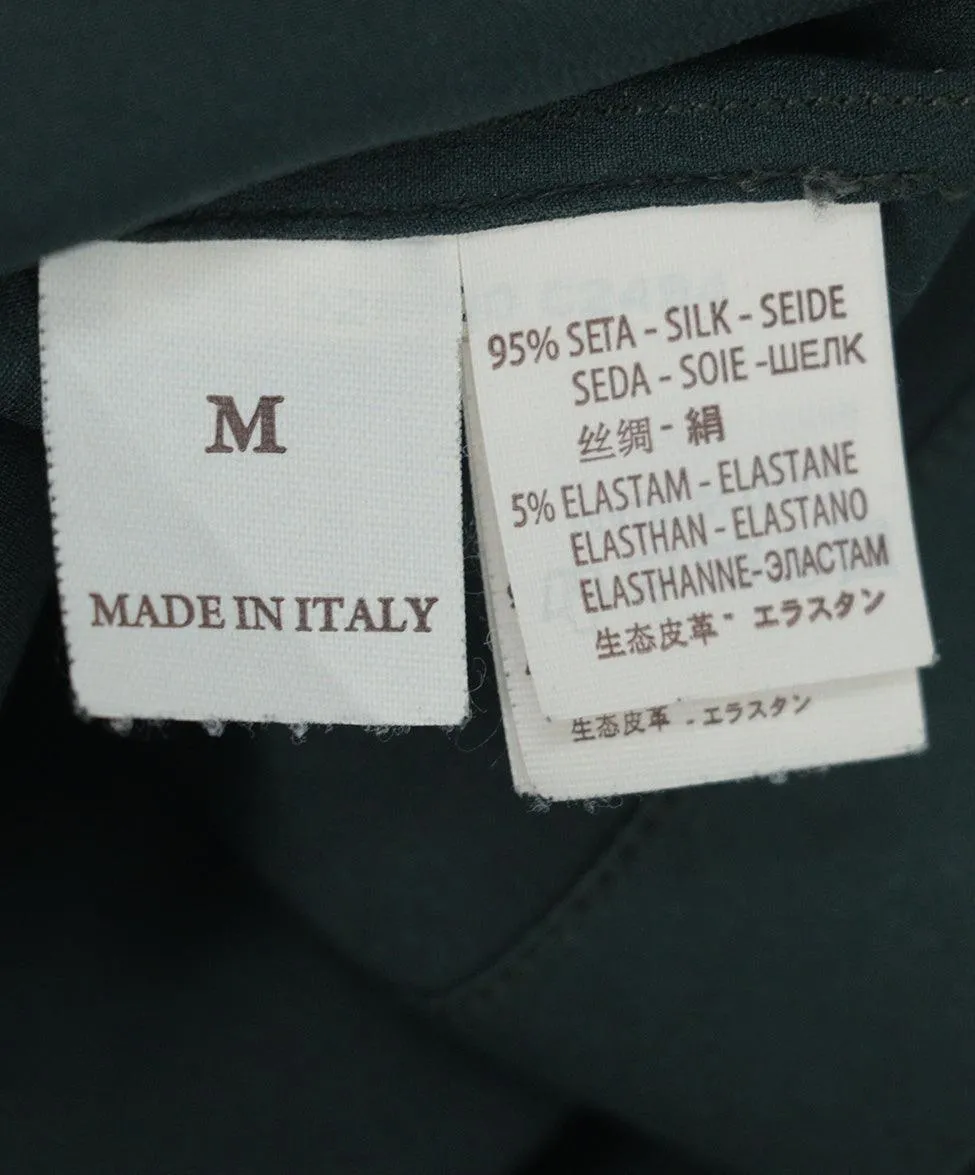 M
MADE IN ITALY
95% SETA - SILK - SEIDE
SEDA - SOIE -ШЕЛК
丝绸 - 絹
5% ELASTAM - ELASTANE
ELASTHAN - ELASTANO
ELASTHANNE-ЭЛАСТАМ
生态皮革 - エラスタン
生态皮革 - エラスタン